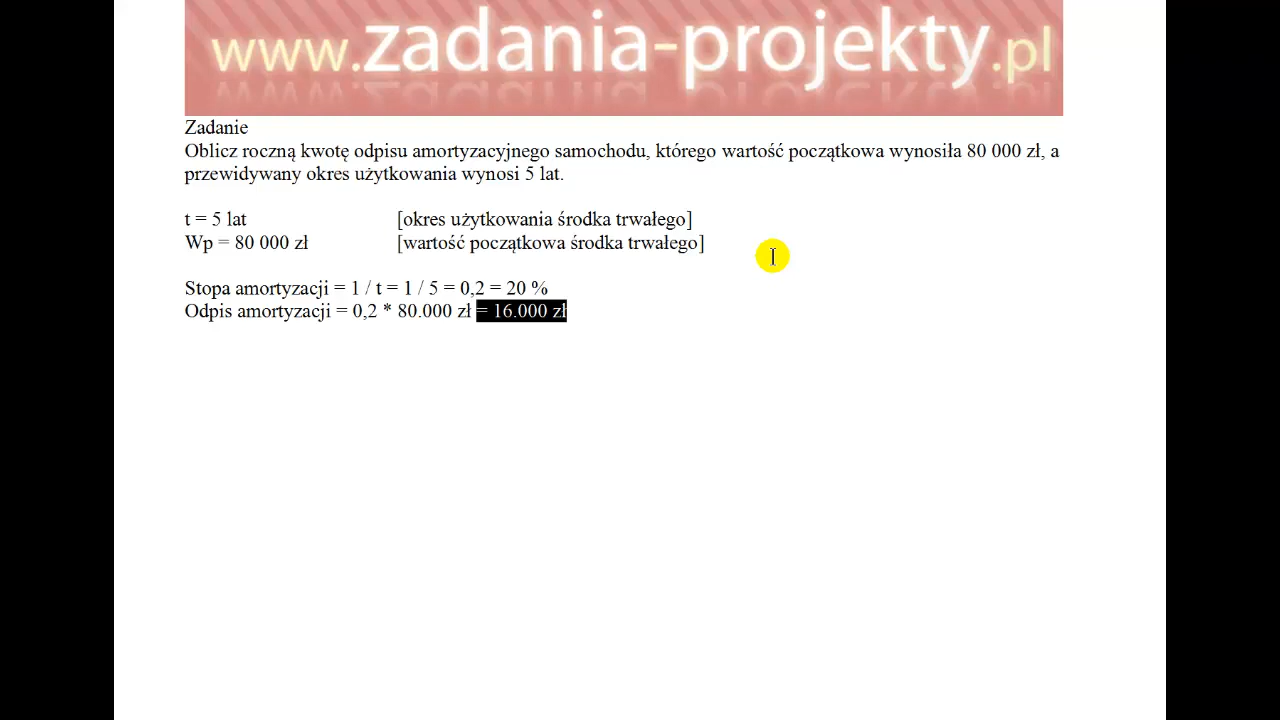 www.zadania-projekty.pl
Zadanie
Oblicz roczną kwotę odpisu amortyzacyjnego samochodu, którego wartość początkowa wynosiła 80 000 zł, a
przewidywany okres użytkowania wynosi 5 lat.
t = 5 lat [okres użytkowania środka trwałego]
Wp = 80 000 zł [wartość początkowa środka trwałego]
Stopa amortyzacji = 1 / t = 1 / 5 = 0,2 = 20 %
Odpis amortyzacji = 0,2 * 80.000 zł = 16.000 zł